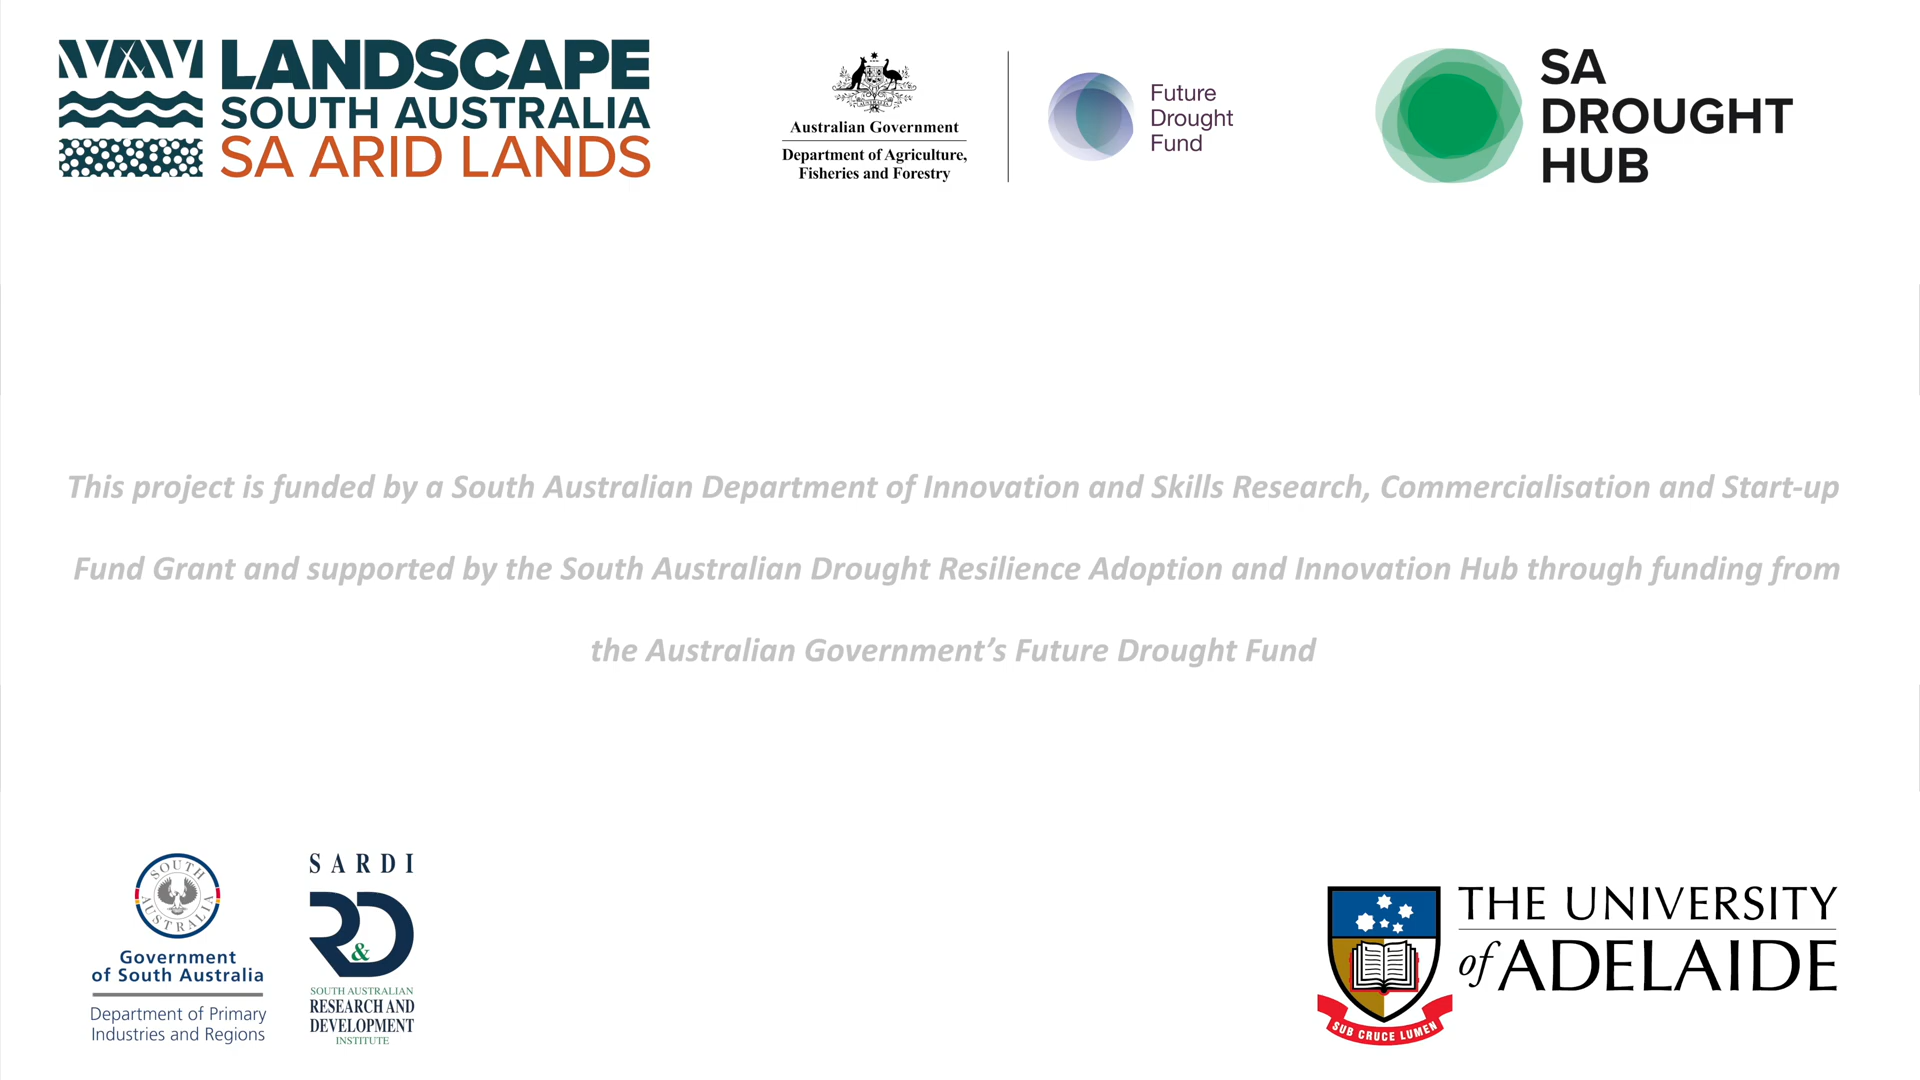 LANDSCAPE
SOUTH AUSTRALIA
SA ARID LANDS
Australian Government
Department of Agriculture,
Fisheries and Forestry
Future
Drought
Fund
SA
DROUGHT
HUB
This project is funded by a South Australian Department of Innovation and Skills Research, Commercialisation and Start-up
Fund Grant and supported by the South Australian Drought Resilience Adoption and Innovation Hub through funding from
the Australian Government’s Future Drought Fund
SOUTH
AUSTRALIA
Government
of South Australia
Department of Primary
Industries and Regions
SARDI
R&D
SOUTH AUSTRALIAN
RESEARCH AND
DEVELOPMENT
INSTITUTE
THE UNIVERSITY
of ADELAIDE
SUB CRUCE LUMEN